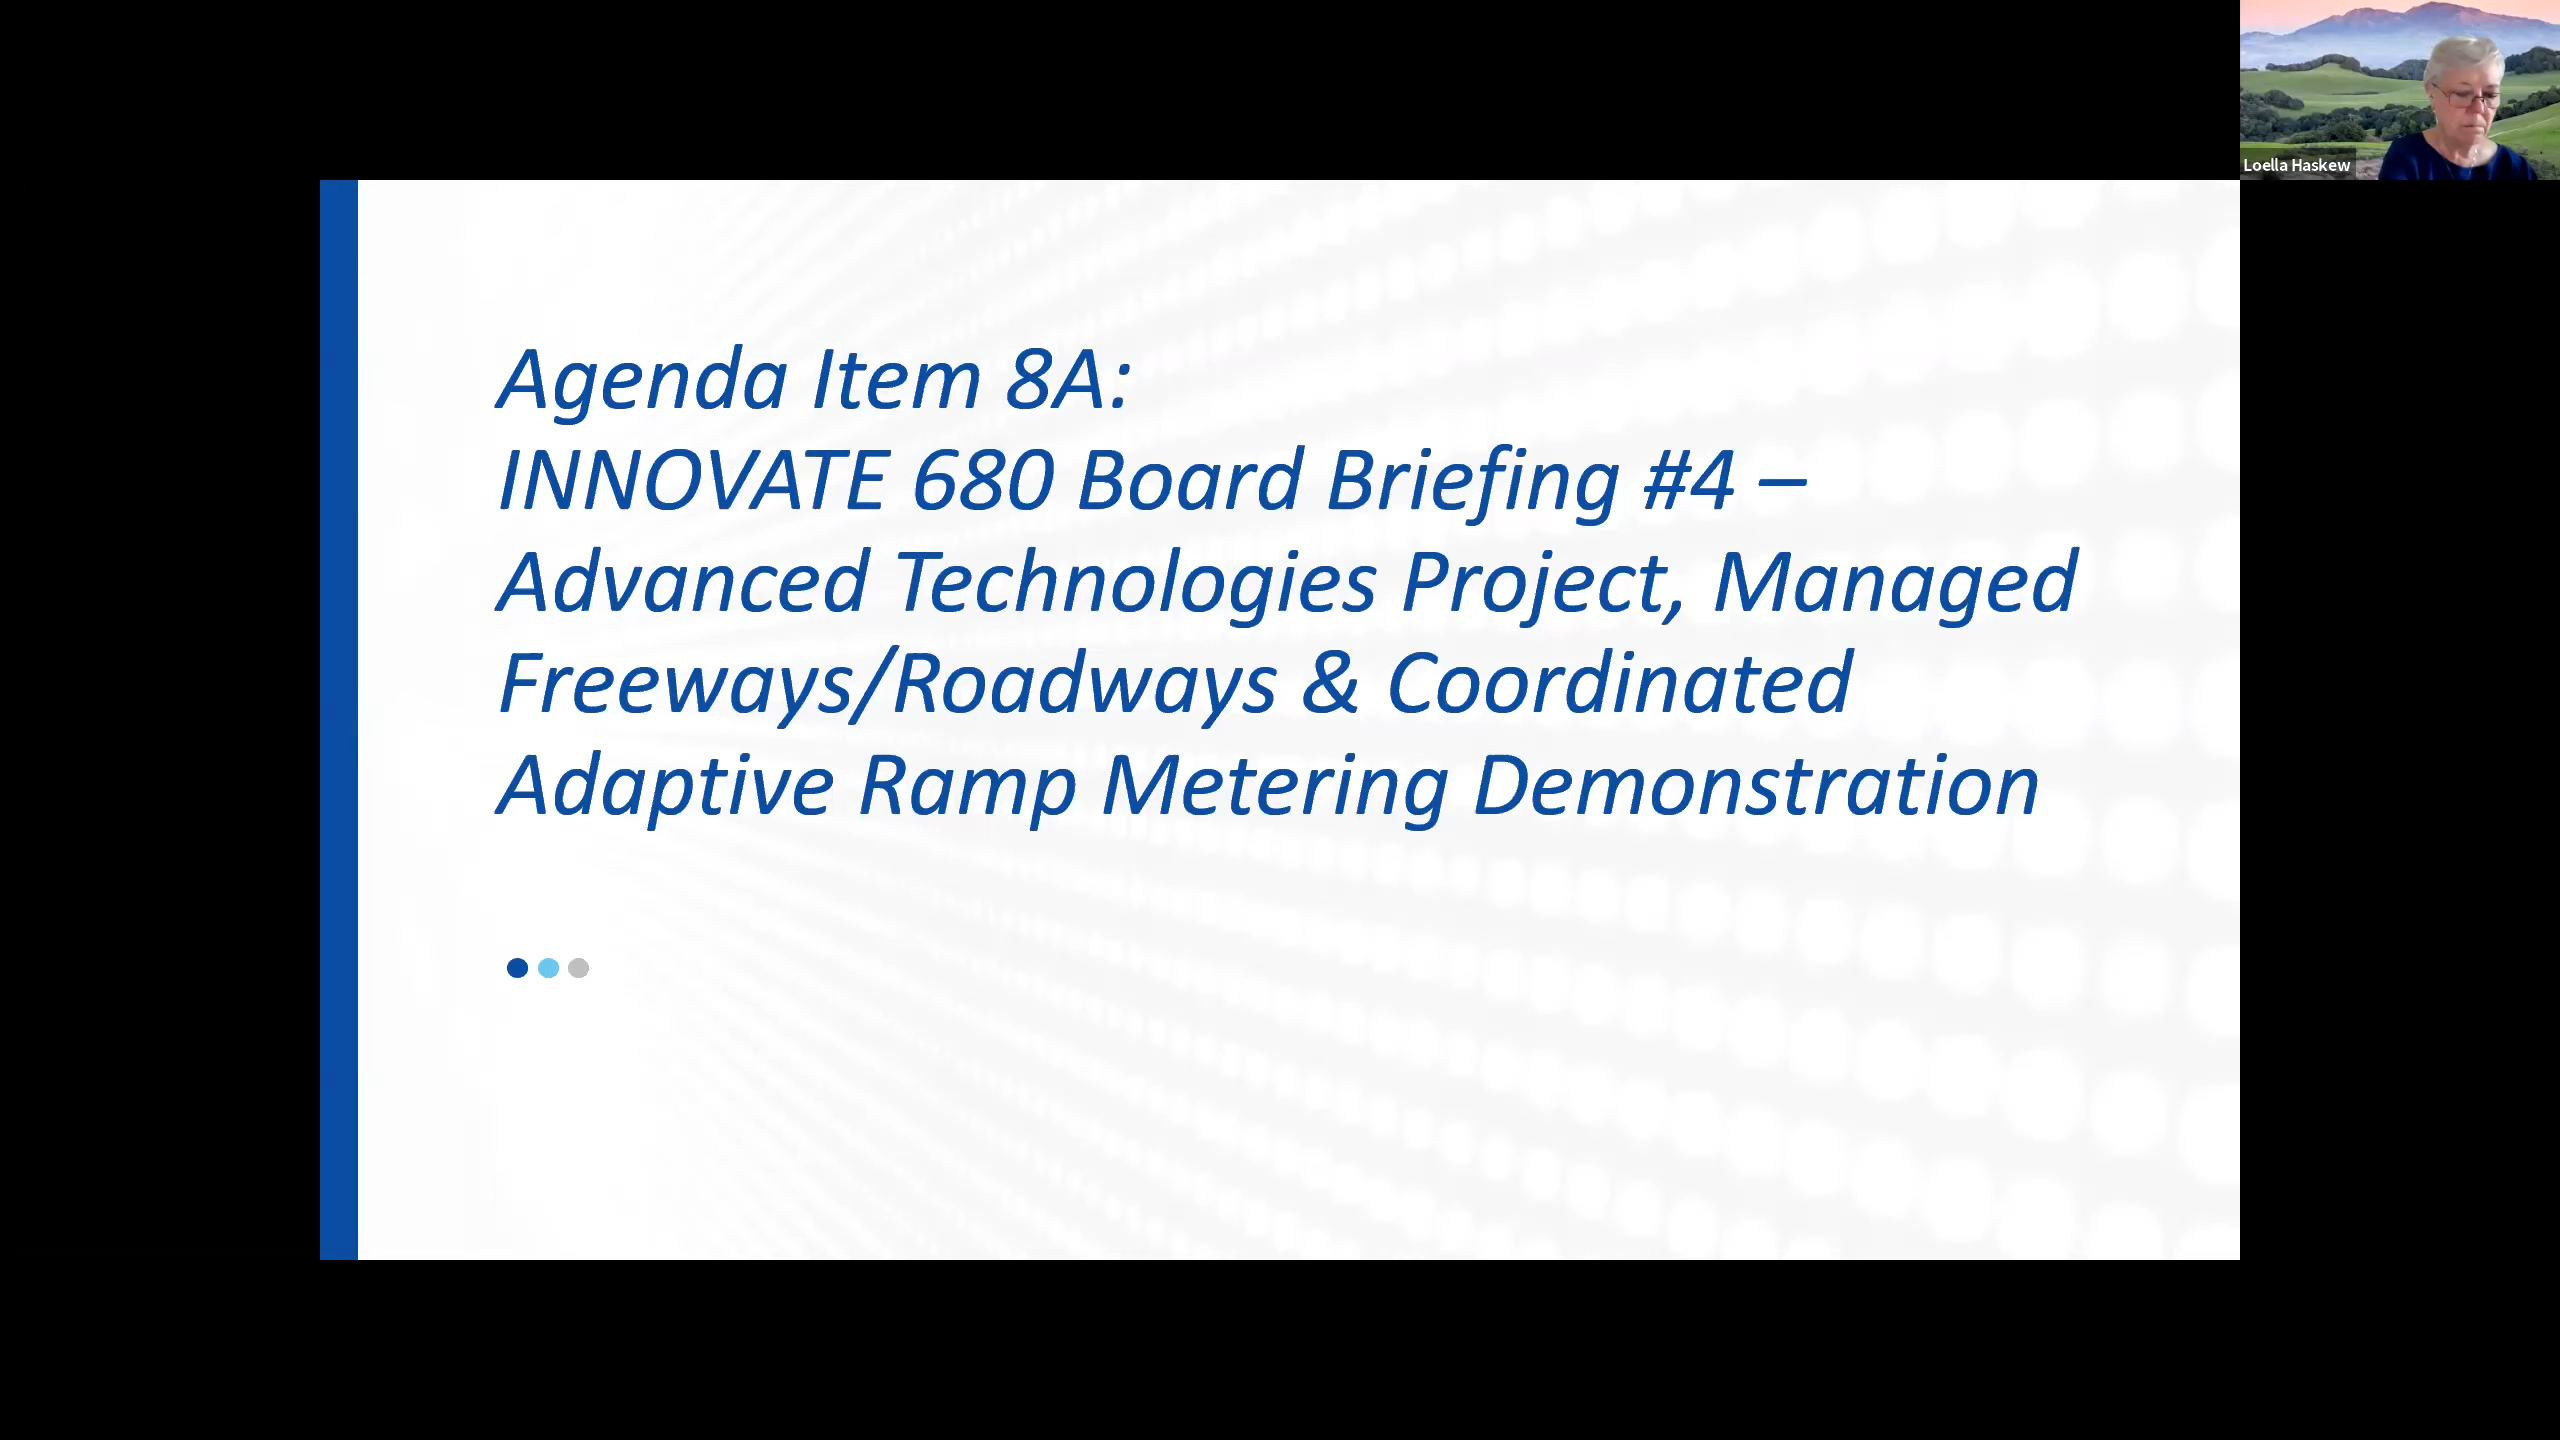 Loella Haskew
Agenda Item 8A:
INNOVATE 680 Board Briefing #4 –
Advanced Technologies Project, Managed
Freeways/Roadways & Coordinated
Adaptive Ramp Metering Demonstration